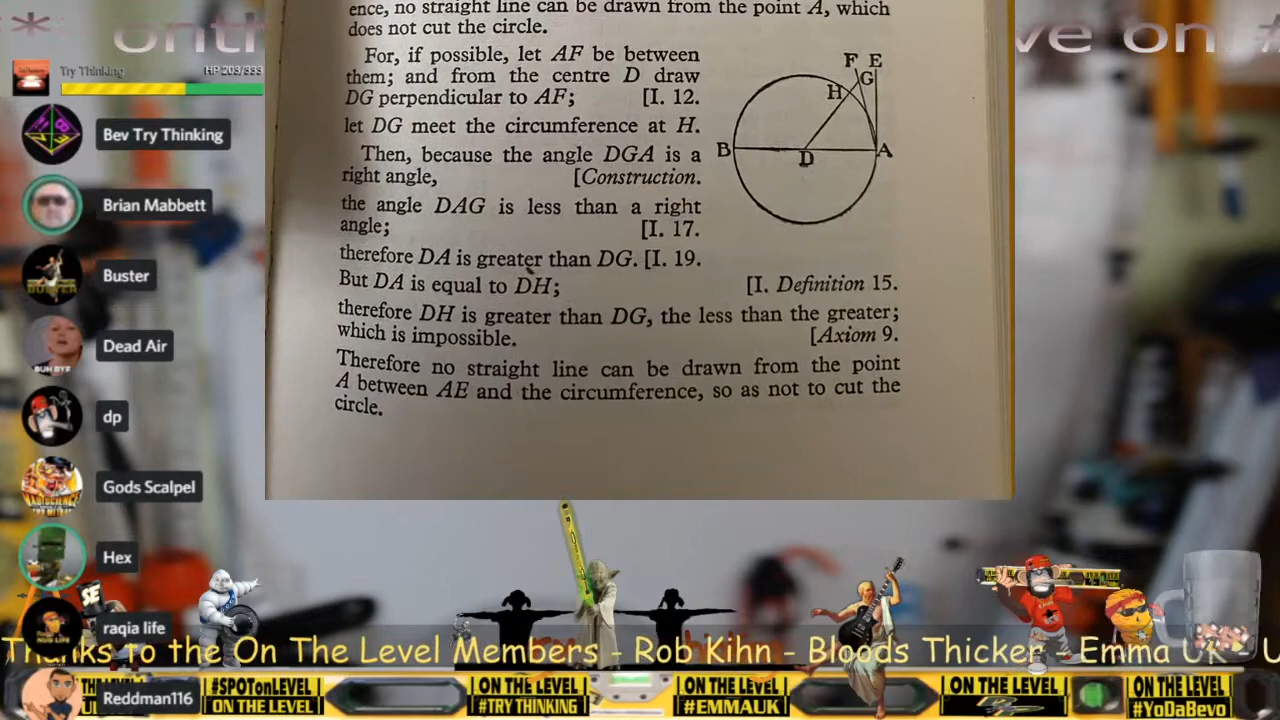 onth
ve on #
Try Thinking HP 203/333
Bev Try Thinking
Brian Mabbett
Buster
Dead Air
BUH BYE
dp
Gods Scalpel
Hex
raqia life
Reddman116
ence, no straight line can be drawn from the point A, which
does not cut the circle.
For, if possible, let AF be between
them; and from the centre D draw
DG perpendicular to AF; [I. 12.
let DG meet the circumference at H.
Then, because the angle DGA is a
right angle, [Construction.
the angle DAG is less than a right
angle; [I. 17.
therefore DA is greater than DG. [I. 19.
But DA is equal to DH; [I. Definition 15.
therefore DH is greater than DG, the less than the greater;
which is impossible. [Axiom 9.
Therefore no straight line can be drawn from the point
A between AE and the circumference, so as not to cut the
circle.
F E
G
H
B D A
SE
Thanks to the On The Level Members - Rob Kihn - Bloods Thicker - Emma UK - U
#SPOTonLEVEL
ON THE LEVEL
ON THE LEVEL
#TRY THINKING
ON THE LEVEL
#EMMAUK
ON THE LEVEL
ON THE LEVEL
#YoDaBevo